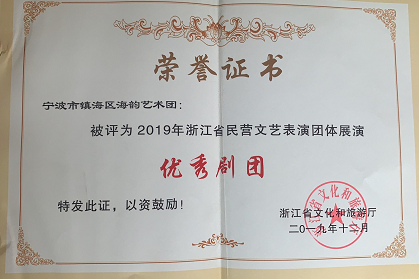 荣誉证书
宁波市镇海区海韵艺术团：
被评为2019年浙江省民营文艺表演团体展演
优秀剧团
特发此证，以资鼓励！
浙江省文化和旅游厅
二〇一九年十一月